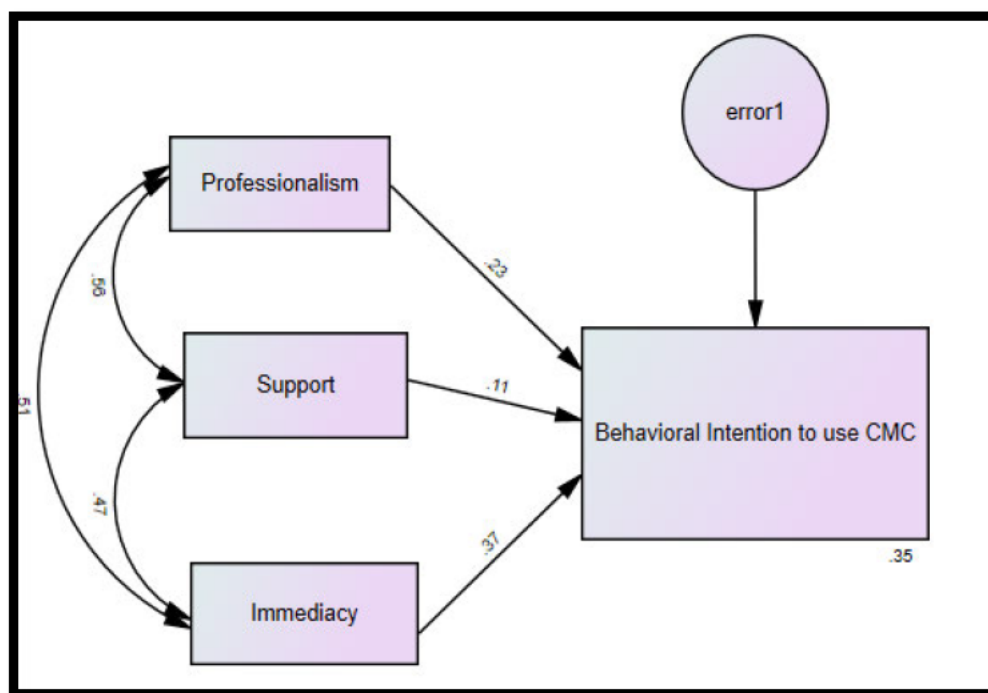 error1
Professionalism
.23
.56
Support
.11
Behavioral Intention to use CMC
.51
.47
.37
.35
Immediacy